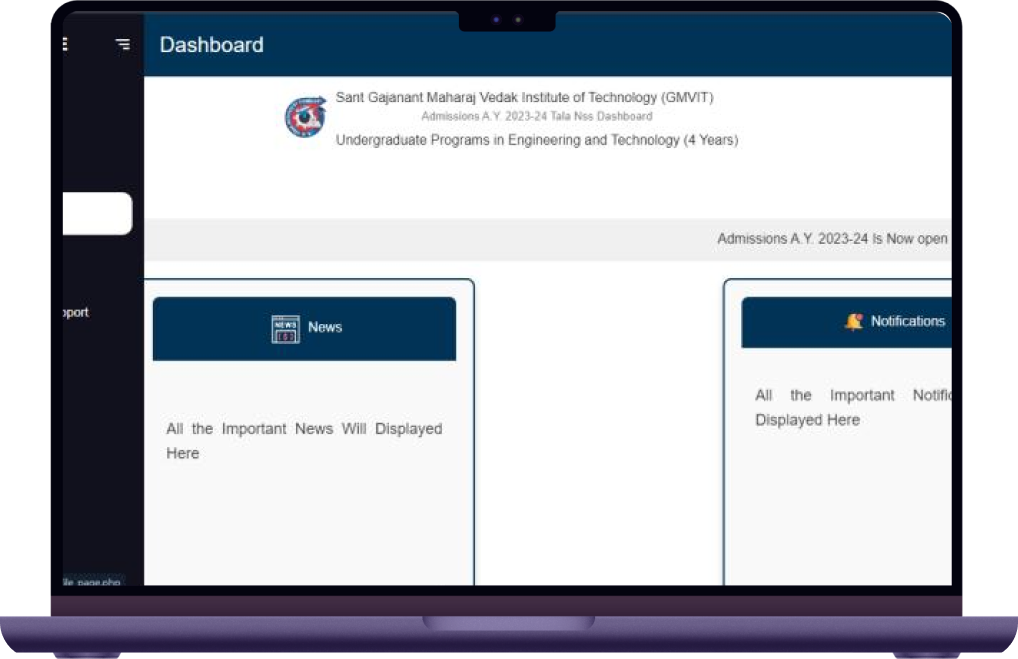 Dashboard
Sant Gajanant Maharaj Vedak Institute of Technology (GMVIT)
Admissions A.Y. 2023-24 Tala Nss Dashboard
Undergraduate Programs in Engineering and Technology (4 Years)
Admissions A.Y. 2023-24 Is Now open
pport
NEWS
News
All the Important News Will Displayed
Here
Notifications
All the Important Notific
Displayed Here
ile_page.php